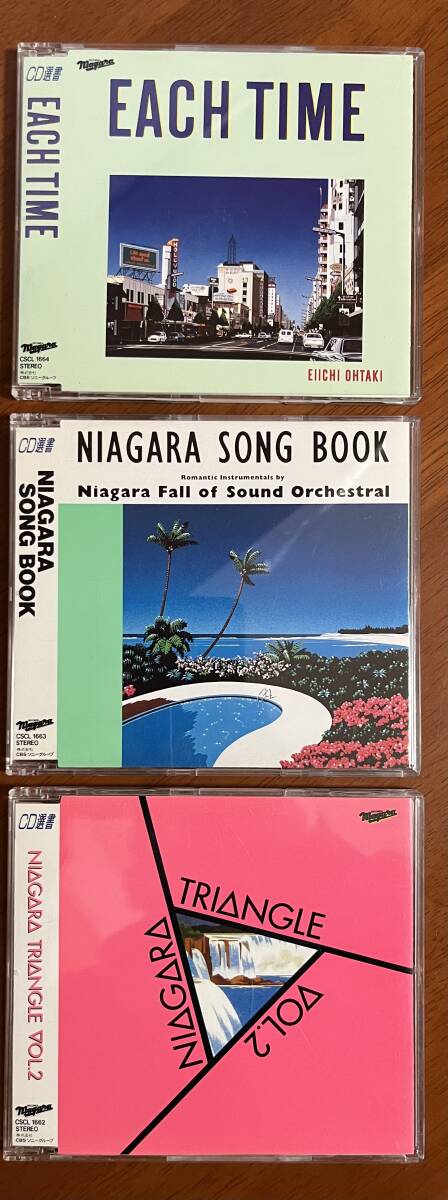 CD選書
EACH TIME
Niagara
CSCL 1664
STEREO
株式会社
CBS・ソニーグループ
Niagara
EACH TIME
HOLLYWOOD
EIICHI OHTAKI
CD選書
NIAGARA
SONG BOOK
Niagara
CSCL 1663
STEREO
株式会社
CBS・ソニーグループ
NIAGARA SONG BOOK
Romantic Instrumentals by
Niagara Fall of Sound Orchestral
CD選書
NIAGARA TRIANGLE VOL.2
Niagara
CSCL 1662
STEREO
株式会社
CBS・ソニーグループ
Niagara
NIAGARA
TRIANGLE
VOL.2